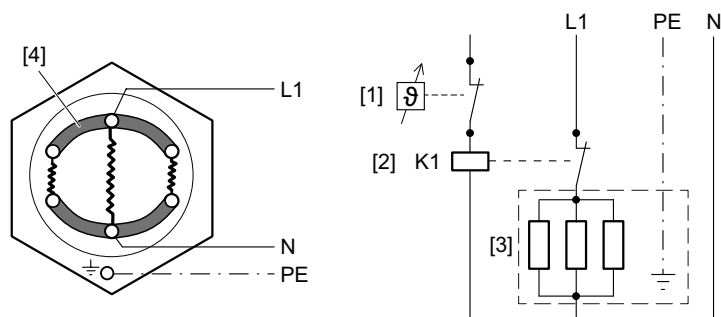 [4]
L1
N
PE
L1 PE N
[1] ϑ
[2] K1
[3]